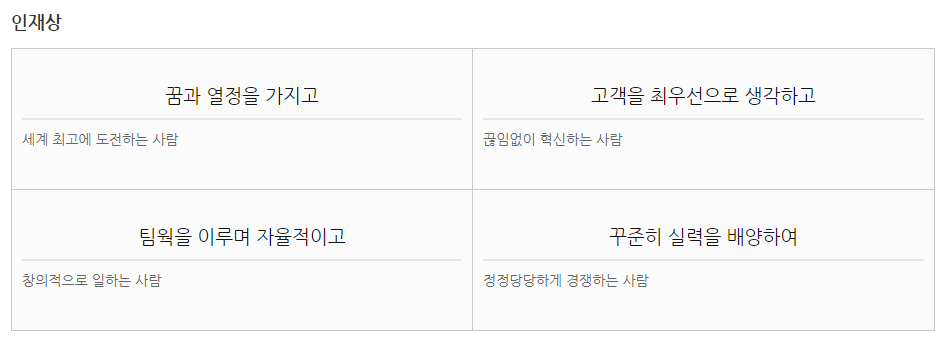 인재상
꿈과 열정을 가지고
세계 최고에 도전하는 사람
고객을 최우선으로 생각하고
끊임없이 혁신하는 사람
팀웍을 이루며 자율적이고
창의적으로 일하는 사람
꾸준히 실력을 배양하여
정정당당하게 경쟁하는 사람